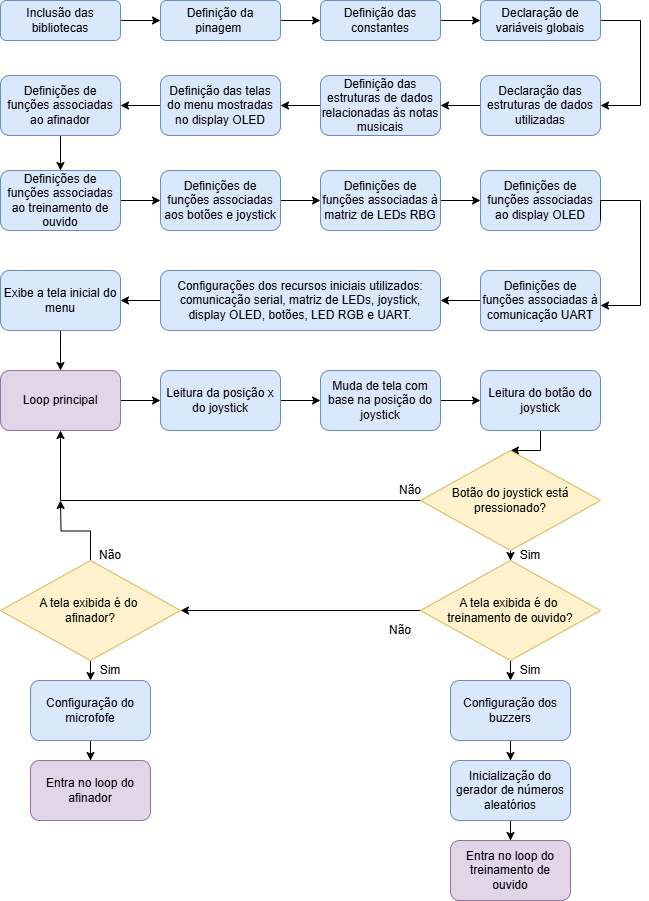 Inclusão das
bibliotecas
Definição da
pinagem
Definição das
constantes
Declaração de
variáveis globais
Declaração das
estruturas de dados
utilizadas
Definição das
estruturas de dados
relacionadas às notas
musicais
Definição das telas
do menu mostradas
no display OLED
Definições de
funções associadas
ao afinador
Definições de
funções associadas
ao treinamento de
ouvido
Definições de
funções associadas
aos botões e joystick
Definições de
funções associadas à
matriz de LEDs RBG
Definições de
funções associadas
ao display OLED
Definições de
funções associadas à
comunicação UART
Configurações dos recursos iniciais utilizados:
comunicação serial, matriz de LEDs, joystick,
display OLED, botões, LED RGB e UART.
Exibe a tela inicial do
menu
Loop principal
Leitura da posição x
do joystick
Muda de tela com
base na posição do
joystick
Leitura do botão do
joystick
Botão do joystick está
pressionado?
Não
Sim
A tela exibida é do
treinamento de ouvido?
Não
Sim
A tela exibida é do
afinador?
Não
Sim
Configuração do
microfofe
Entra no loop do
afinador
Configuração dos
buzzers
Inicialização do
gerador de números
aleatórios
Entra no loop do
treinamento de
ouvido